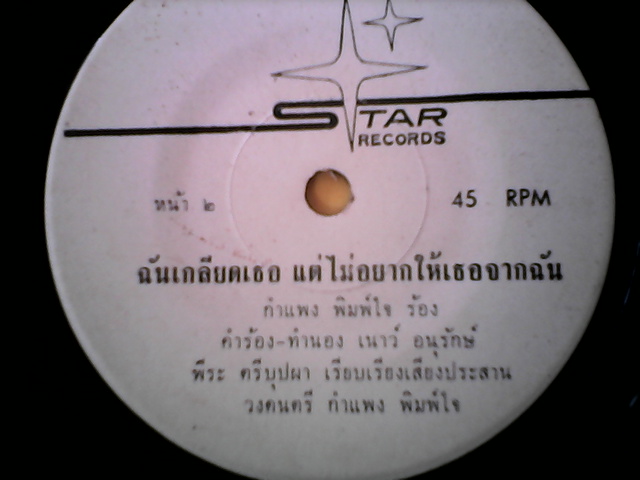 STAR
RECORDS
หน้า ๒ 45 RPM
ฉันเกลียดเธอ แต่ไม่อยากให้เธอจากฉัน
กำแพง พิมพ์ใจ ร้อง
คำร้อง-ทำนอง เนาว์ อนุรักษ์
พีระ ตรีบุปผา เรียบเรียงเสียงประสาน
วงดนตรี กำแพง พิมพ์ใจ